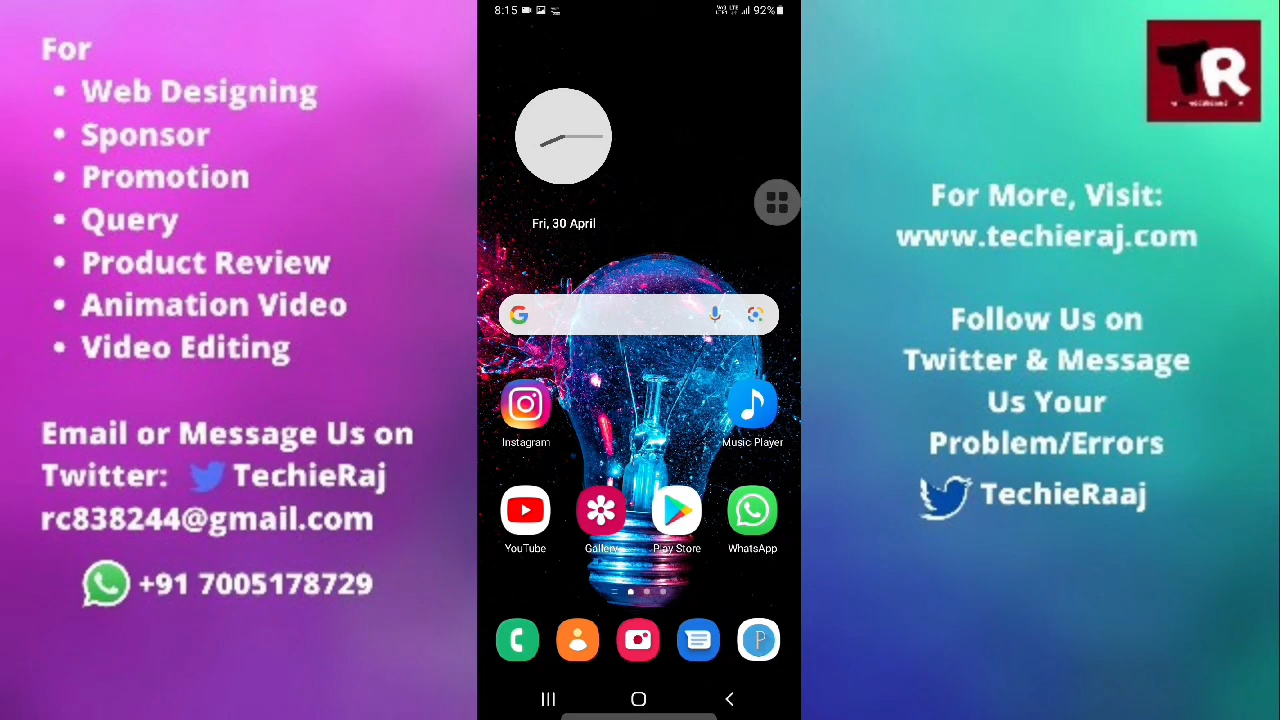 For
• Web Designing
• Sponsor
• Promotion
• Query
• Product Review
• Animation Video
• Video Editing
Email or Message Us on
Twitter: TechieRaj
rc838244@gmail.com
+91 7005178729
8:15
92%
Fri, 30 April
Instagram
Music Player
YouTube
Gallery
Play Store
WhatsApp
TR
For More, Visit:
www.techieraj.com
Follow Us on
Twitter & Message
Us Your
Problem/Errors
TechieRaaj